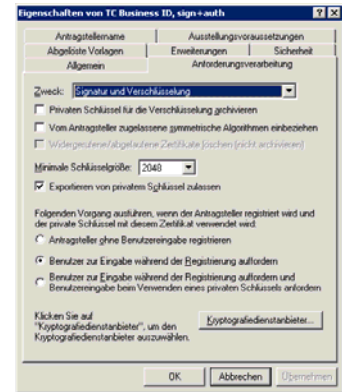 Eigenschaften von TC Business ID, sign+auth
Antragstellername
Ausstellungsvoraussetzungen
Abgelöste Vorlagen
Erweiterungen
Sicherheit
Allgemein
Anforderungsverarbeitung
Zweck:
Signatur und Verschlüsselung
Privaten Schlüssel für die Verschlüsselung archivieren
Vom Antragsteller zugelassene symmetrische Algorithmen einbeziehen
Widerrufene/abgelaufene Zertifikate löschen (nicht archivieren)
Minimale Schlüsselgröße:
2048
Exportieren von privatem Schlüssel zulassen
Folgenden Vorgang ausführen, wenn der Antragsteller registriert wird und
der private Schlüssel mit diesem Zertifikat verwendet wird:
Antragsteller ohne Benutzereingabe registrieren
Benutzer zur Eingabe während der Registrierung auffordern
Benutzer zur Eingabe während der Registrierung auffordern und
Benutzereingabe beim Verwenden eines privaten Schlüssels anfordern
Klicken Sie auf
"Kryptografiedienstanbieter", um den
Kryptografiedienstanbieter auszuwählen.
Kryptografiedienstanbieter...
OK
Abbrechen
Übernehmen